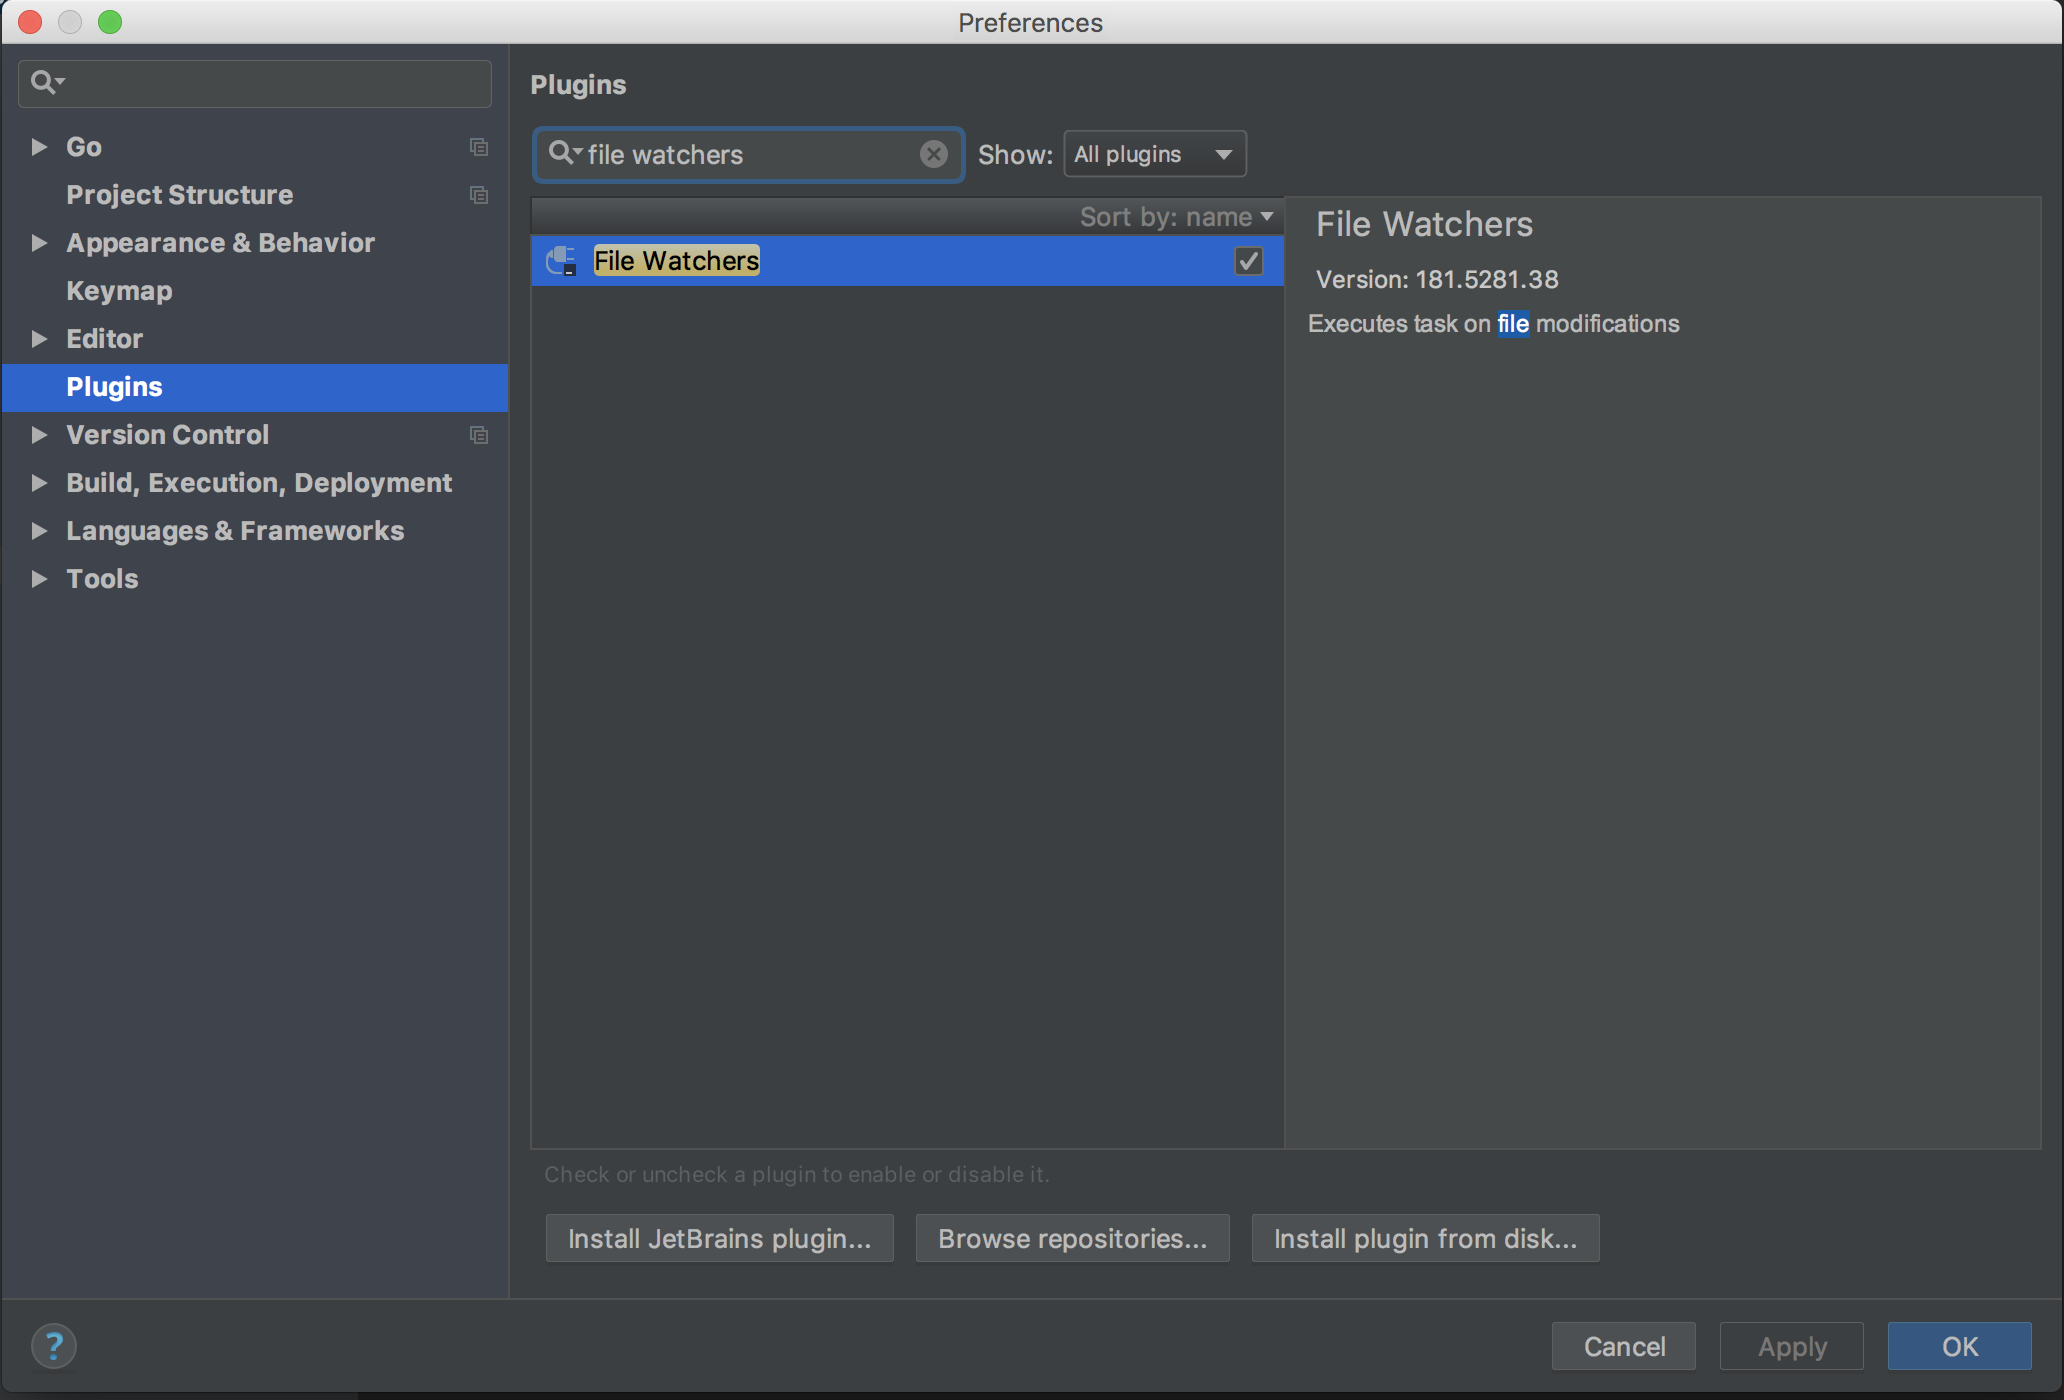 Preferences
Go
Project Structure
Appearance & Behavior
Keymap
Editor
Plugins
Version Control
Build, Execution, Deployment
Languages & Frameworks
Tools
Plugins
file watchers Show: All plugins
Sort by: name
File Watchers
File Watchers
Version: 181.5281.38
Executes task on file modifications
Check or uncheck a plugin to enable or disable it.
Install JetBrains plugin... Browse repositories... Install plugin from disk...
? Cancel Apply OK